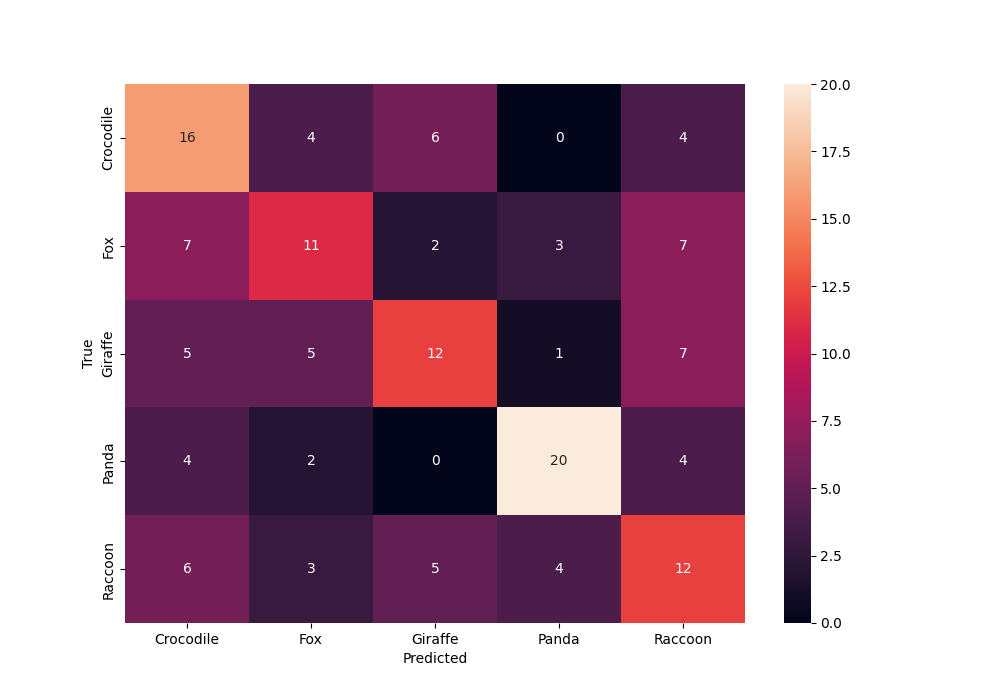 Crocodile 16 4 6 0 4
Fox 7 11 2 3 7
Giraffe 5 5 12 1 7
Panda 4 2 0 20 4
Raccoon 6 3 5 4 12
True
Crocodile Fox Giraffe Panda Raccoon
Predicted
20.0
17.5
15.0
12.5
10.0
7.5
5.0
2.5
0.0